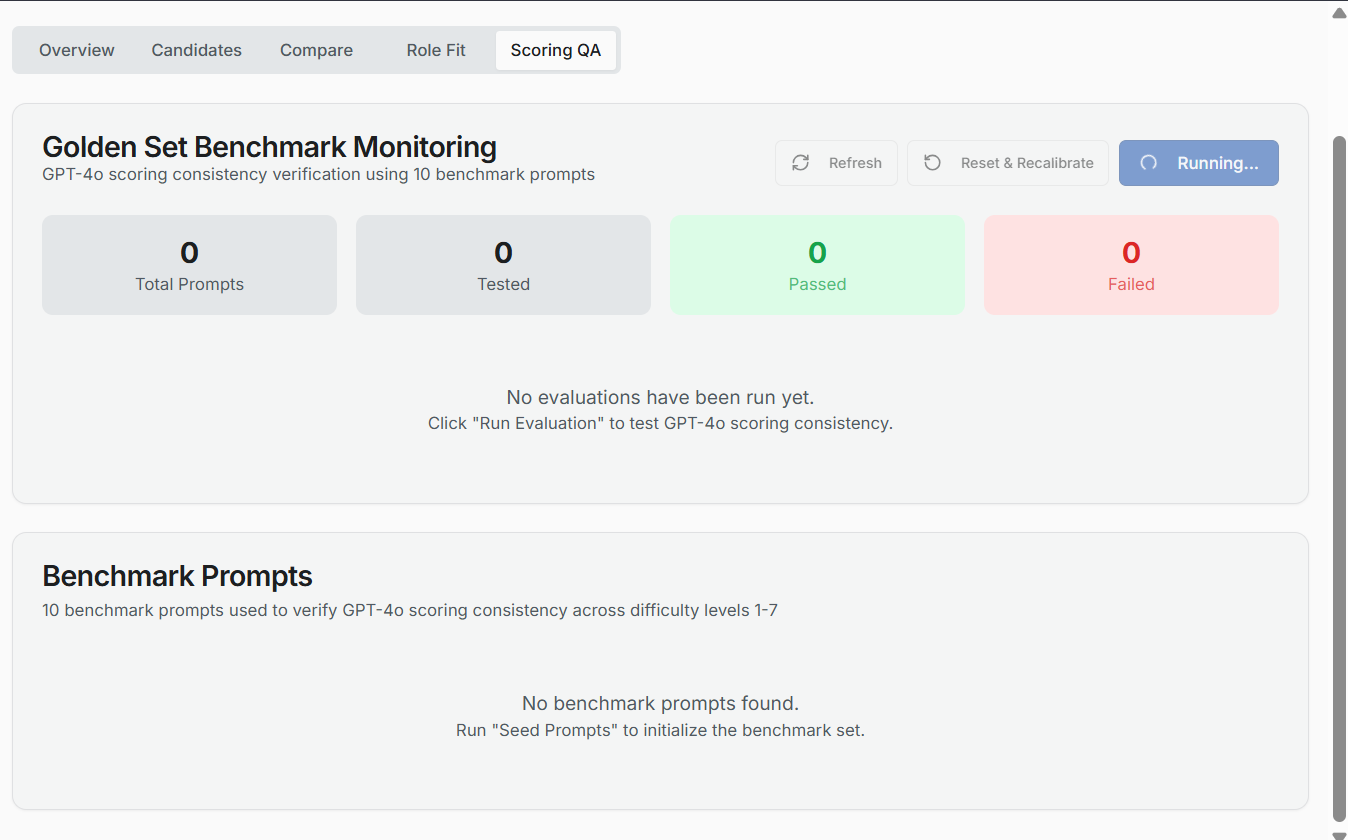 Overview Candidates Compare Role Fit Scoring QA
Golden Set Benchmark Monitoring
GPT-4o scoring consistency verification using 10 benchmark prompts
Refresh Reset & Recalibrate Running...
0 0 0 0
Total Prompts Tested Passed Failed
No evaluations have been run yet.
Click "Run Evaluation" to test GPT-4o scoring consistency.
Benchmark Prompts
10 benchmark prompts used to verify GPT-4o scoring consistency across difficulty levels 1-7
No benchmark prompts found.
Run "Seed Prompts" to initialize the benchmark set.